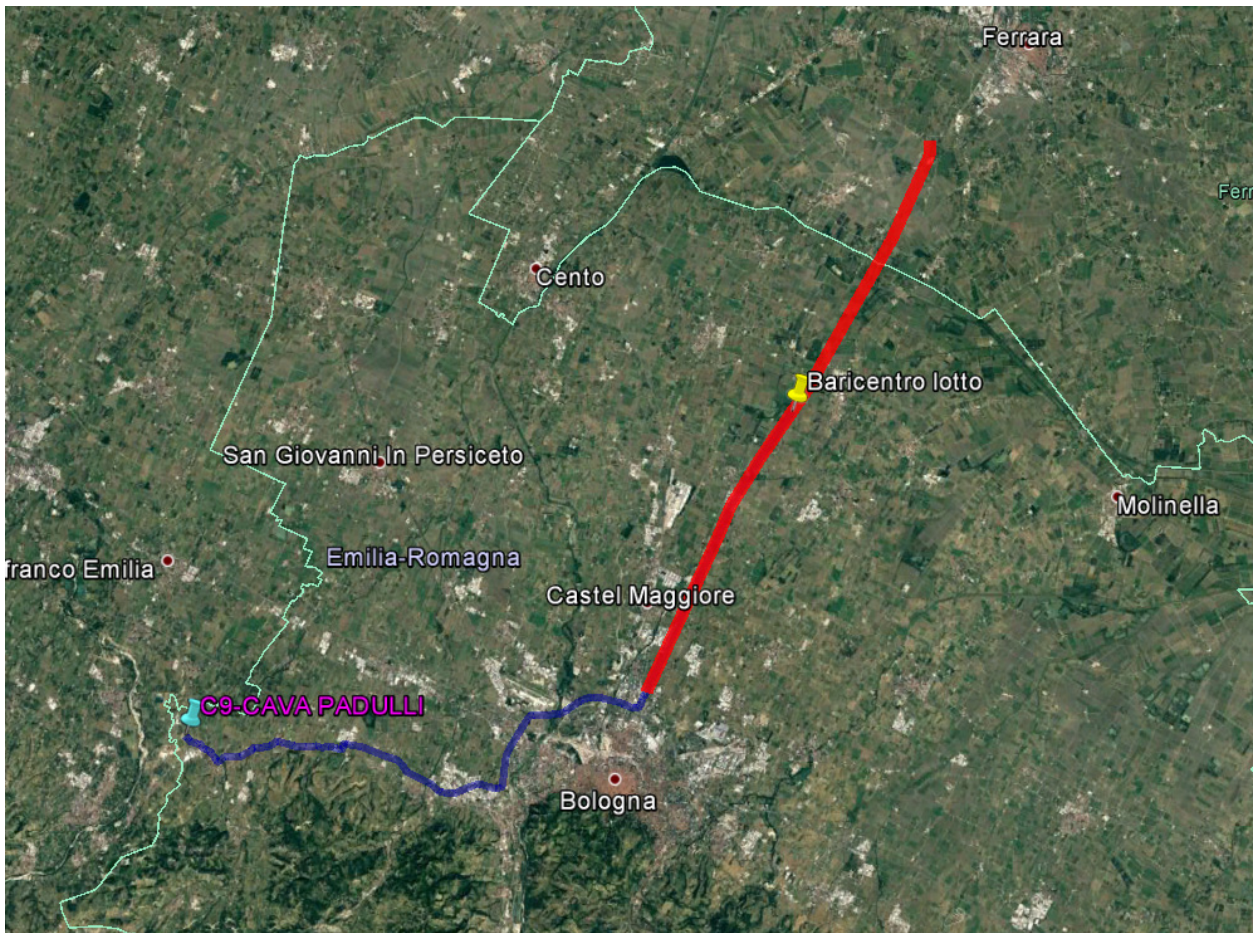 Ferrara
Ferr
Cento
Baricentro lotto
San Giovanni In Persiceto
Molinella
Emilia-Romagna
franco Emilia
Castel Maggiore
C9-CAVA PADULLI
Bologna